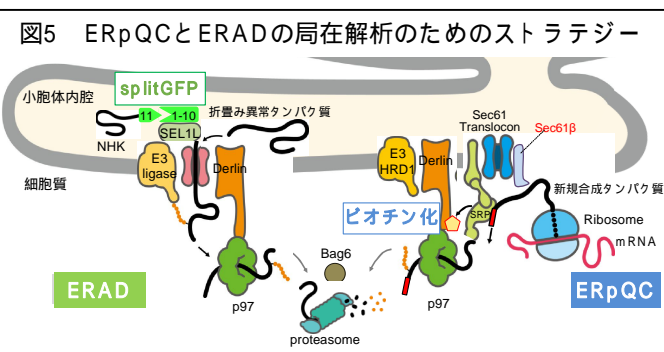 図5 ERpQCとERADの局在解析のためのストラテジー
小胞体内腔
splitGFP
11
1-10
折畳み異常タンパク質
NHK
SEL1L
Sec61
Translocon
Sec61β
E3
ligase
Derlin
E3
HRD1
Derlin
細胞質
新規合成タンパク質
ビオチン化
SRP
Ribosome
mRNA
Bag6
ERAD
ERpQC
p97
p97
proteasome